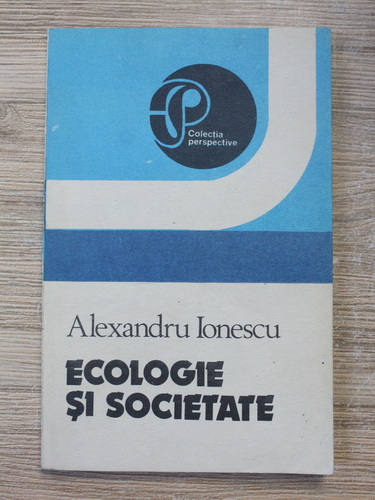 Colecția
perspective
Alexandru Ionescu
ECOLOGIE
ȘI SOCIETATE